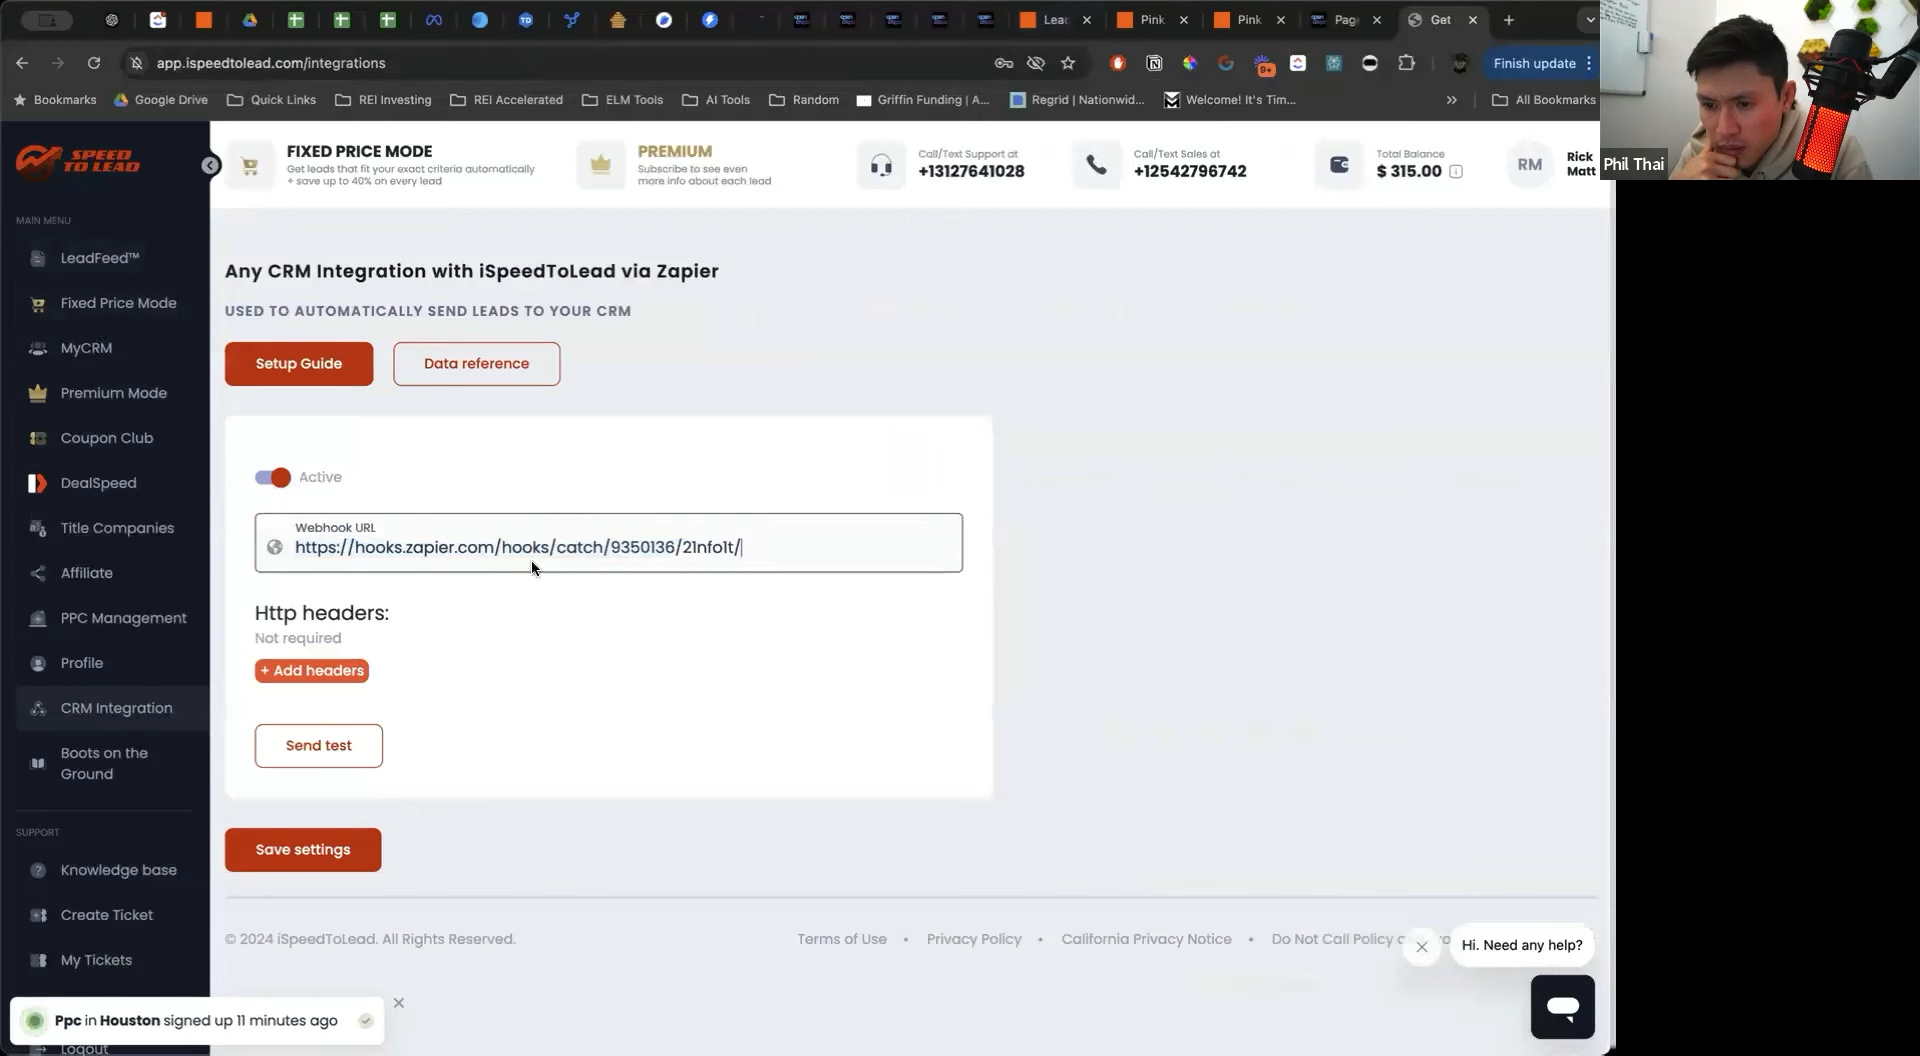 Lead
Pink
Pink
Page
Get
app.ispeedtolead.com/integrations
9+
Finish update
Bookmarks
Google Drive
Quick Links
REI Investing
REI Accelerated
ELM Tools
AI Tools
Random
Griffin Funding | A...
Regrid | Nationwid...
Welcome! It's Tim...
All Bookmarks
Phil Thai
SPEED
TO LEAD
FIXED PRICE MODE
Get leads that fit your exact criteria automatically
+ save up to 40% on every lead
PREMIUM
Subscribe to see even
more info about each lead
Call/Text Support at
+13127641028
Call/Text Sales at
+12542796742
Total Balance
$ 315.00
RM
Rick
Matt
MAIN MENU
LeadFeed™
Fixed Price Mode
MyCRM
Premium Mode
Coupon Club
DealSpeed
Title Companies
Affiliate
PPC Management
Profile
CRM Integration
Boots on the
Ground
SUPPORT
Knowledge base
Create Ticket
My Tickets
Logout
Any CRM Integration with iSpeedToLead via Zapier
USED TO AUTOMATICALLY SEND LEADS TO YOUR CRM
Setup Guide
Data reference
Active
Webhook URL
https://hooks.zapier.com/hooks/catch/9350136/21nfo1t/
Http headers:
Not required
+ Add headers
Send test
Save settings
© 2024 iSpeedToLead. All Rights Reserved.
Terms of Use • Privacy Policy • California Privacy Notice • Do Not Call Policy
Hi. Need any help?
Ppc in Houston signed up 11 minutes ago